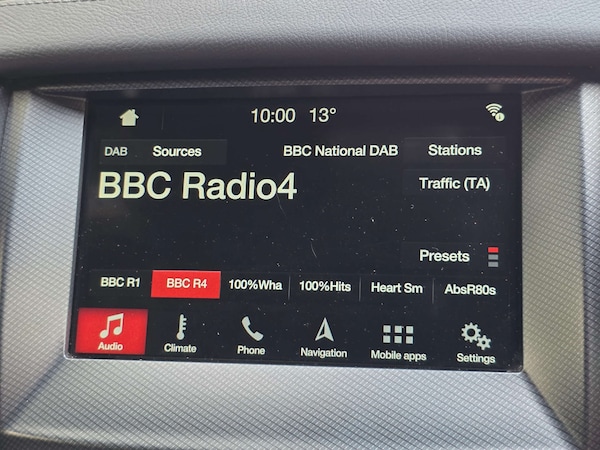 10:00 13°
DAB Sources BBC National DAB Stations
BBC Radio4
Traffic (TA)
Presets
BBC R1 BBC R4 100%Wha 100%Hits Heart Sm AbsR80s
Audio Climate Phone Navigation Mobile apps Settings